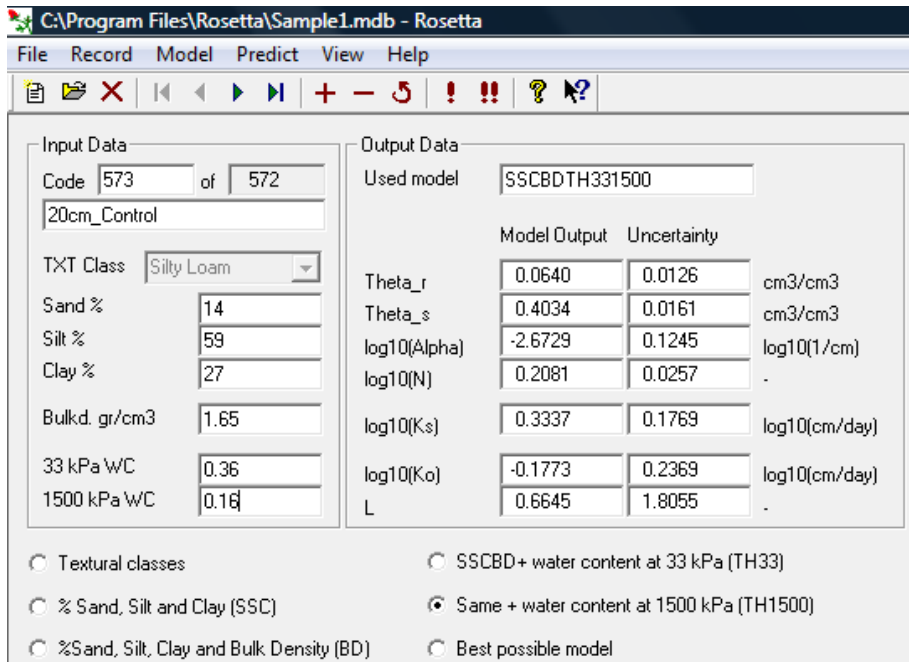 C:\Program Files\Rosetta\Sample1.mdb - Rosetta
File Record Model Predict View Help
Input Data
Code 573 of 572
20cm_Control
TXT Class Silty Loam
Sand % 14
Silt % 59
Clay % 27
Bulkd. gr/cm3 1.65
33 kPa WC 0.36
1500 kPa WC 0.16
Output Data
Used model SSCBDTH331500
Model Output Uncertainty
Theta_r 0.0640 0.0126 cm3/cm3
Theta_s 0.4034 0.0161 cm3/cm3
log10(Alpha) -2.6729 0.1245 log10(1/cm)
log10(N) 0.2081 0.0257 -
log10(Ks) 0.3337 0.1769 log10(cm/day)
log10(Ko) -0.1773 0.2369 log10(cm/day)
L 0.6645 1.8055 -
Textural classes
% Sand, Silt and Clay (SSC)
%Sand, Silt, Clay and Bulk Density (BD)
SSCBD+ water content at 33 kPa (TH33)
Same + water content at 1500 kPa (TH1500)
Best possible model